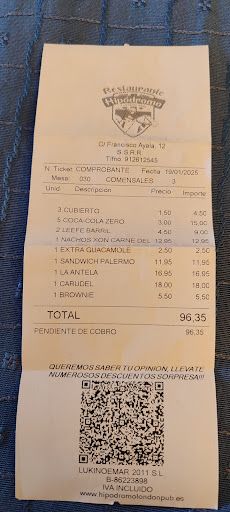 Restaurante
Hipódromo
C/ Francisco Ayala, 12
S.S.R.R.
Tfno. 912612545
N. Ticket: COMPROBANTE Fecha: 19/01/2025
Mesa: 030 COMENSALES: 3
Unid. Descripción Precio Importe
3 CUBIERTO 1,50 4,50
5 COCA-COLA ZERO 3,00 15,00
2 LEEFE BARRIL 4,50 9,00
1 NACHOS XON CARNE DEL 12,95 12,95
1 EXTRA GUACAMOLE 2,50 2,50
1 SANDWICH PALERMO 11,95 11,95
1 LA ANTELA 16,95 16,95
1 CARUDEL 18,00 18,00
1 BROWNIE 5,50 5,50
TOTAL 96,35
PENDIENTE DE COBRO 96,35
QUEREMOS SABER TU OPINION, LLEVATE
NUMEROSOS DESCUENTOS SORPRESA!!!
LUKINOEMAR 2011 S.L
B-86223898
IVA INCLUIDO
www.hipodromolondonpub.es